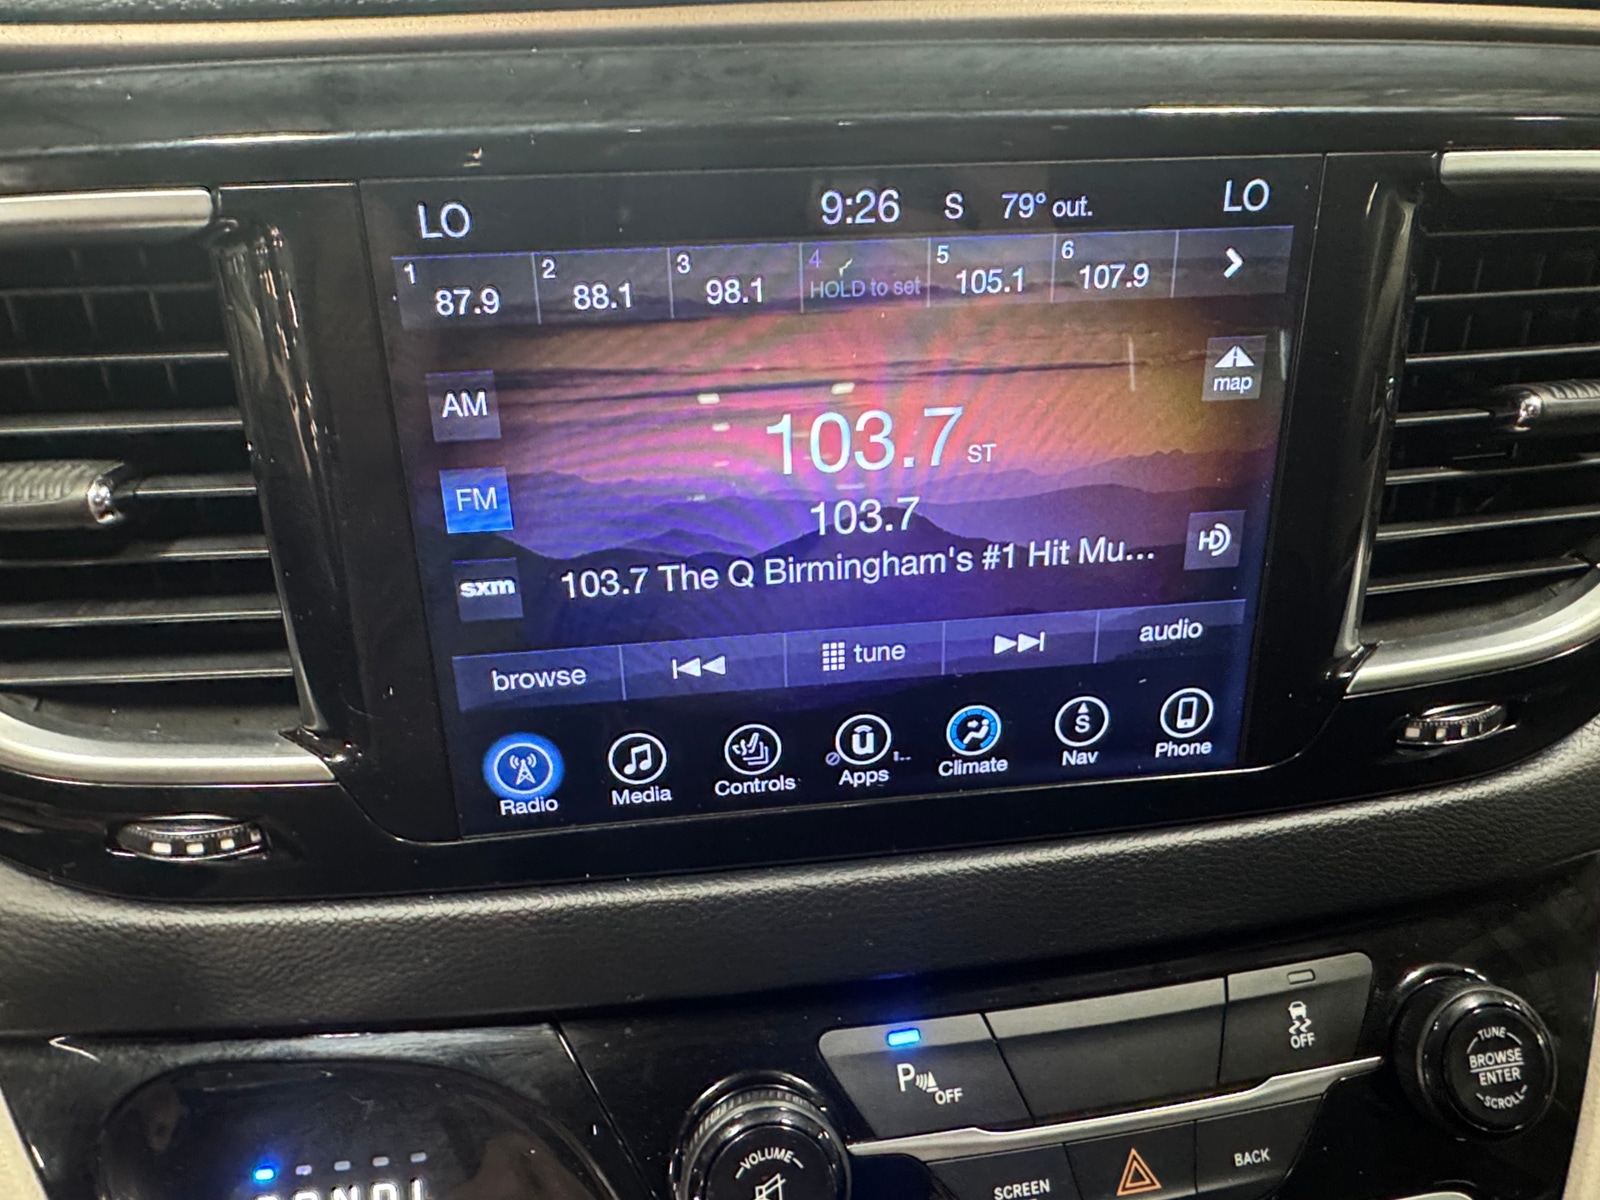 LO 9:26 S 79° out. LO
1 87.9 2 88.1 3 98.1 4 HOLD to set 5 105.1 6 107.9
map
AM
103.7 ST
FM
103.7
HD
sxm
103.7 The Q Birmingham's #1 Hit Mu...
browse tune audio
Radio Media Controls Apps Climate Nav Phone
S
P OFF
OFF
TUNE
BROWSE
ENTER
SCROLL
VOLUME
SCREEN
BACK